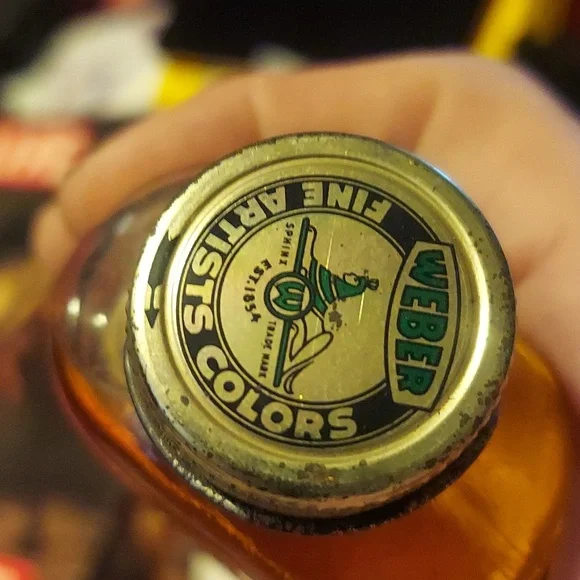 WEBER
FINE ARTISTS COLORS
SPHINX
EST. 1854
TRADE MARK
W